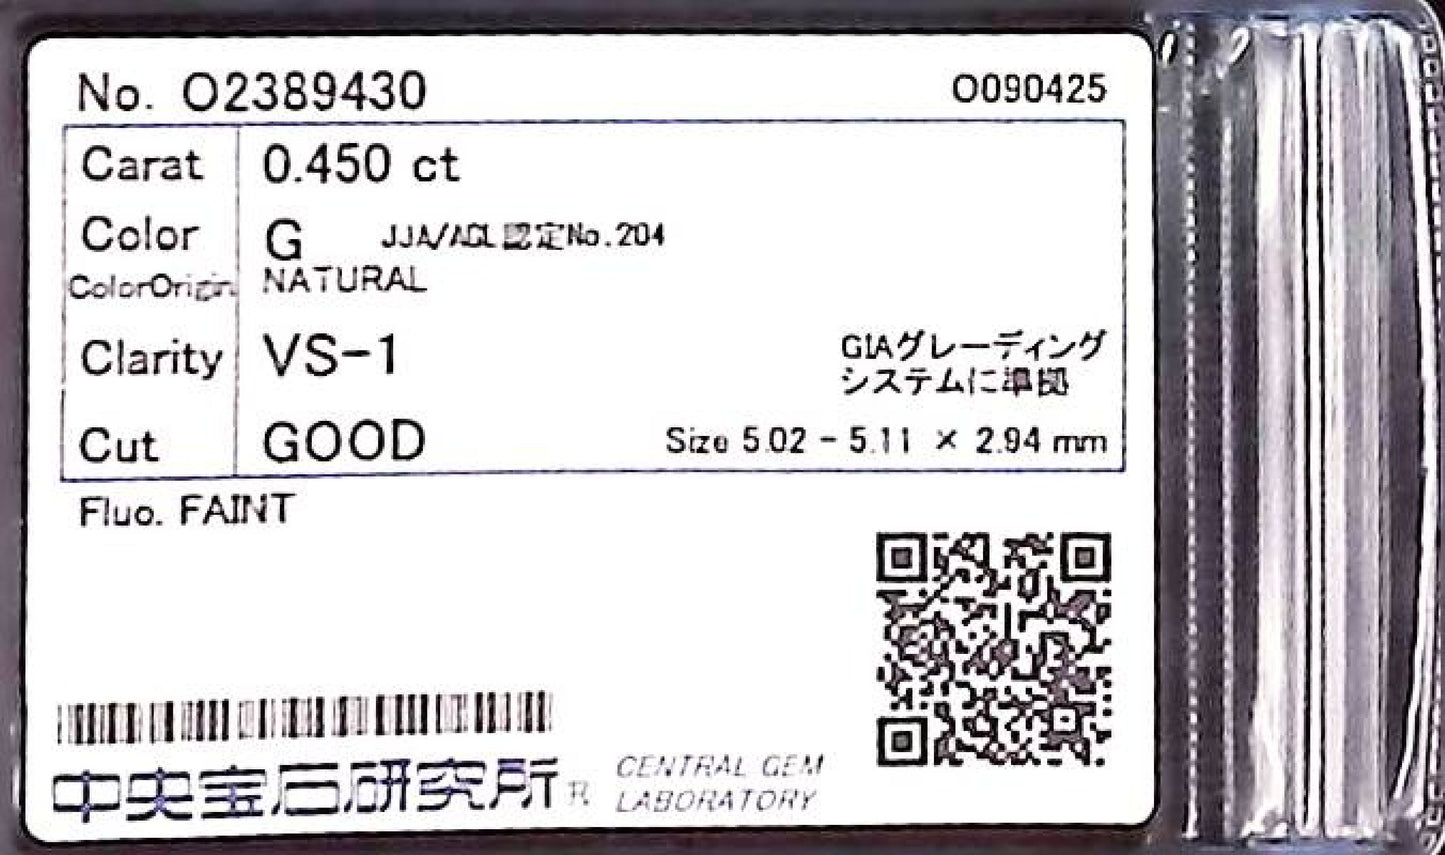 No. O2389430 O090425
Carat 0.450 ct
Color G JJA/AGL認定No.204
ColorOrigin NATURAL
Clarity VS-1 GIAグレーディング
システムに準拠
Cut GOOD Size 5.02 - 5.11 × 2.94 mm
Fluo. FAINT
中央宝石研究所® CENTRAL GEM
LABORATORY